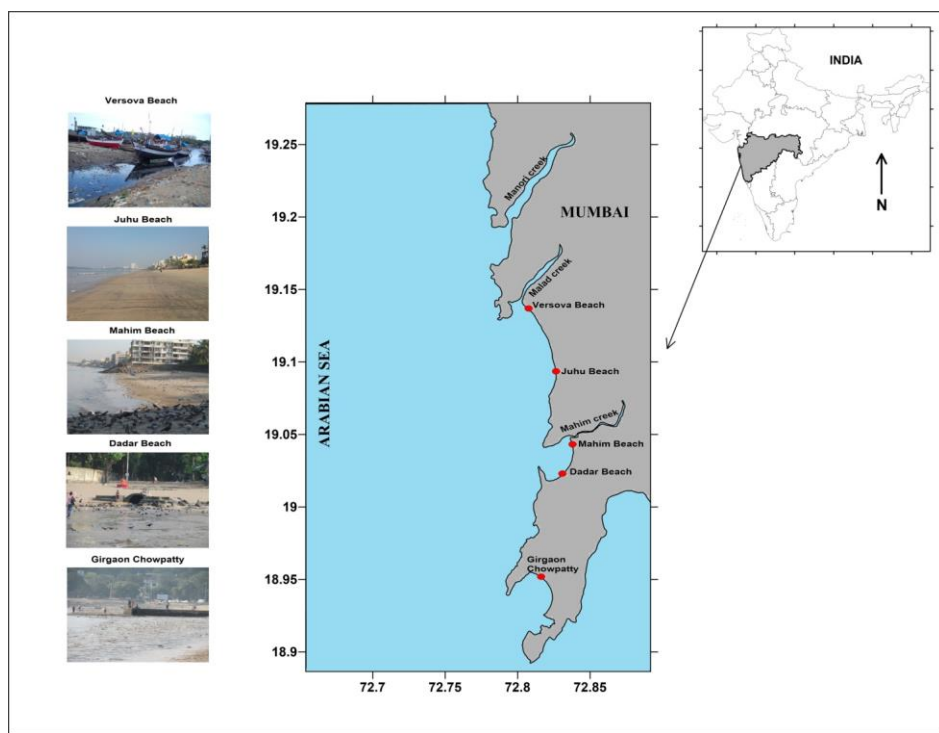 Versova Beach
Juhu Beach
Mahim Beach
Dadar Beach
Girgaon Chowpatty
19.25
19.2
19.15
19.1
19.05
19
18.95
18.9
72.7
72.75
72.8
72.85
ARABIAN SEA
Manori creek
MUMBAI
Malad creek
Versova Beach
Juhu Beach
Mahim creek
Mahim Beach
Dadar Beach
Girgaon
Chowpatty
INDIA
N